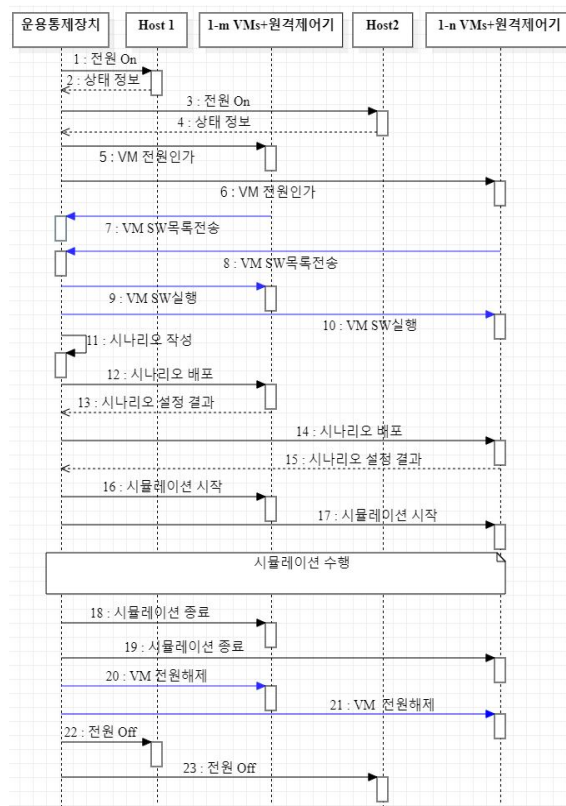 운용통제장치 Host 1 1-m VMs+원격제어기 Host2 1-n VMs+원격제어기
1 : 전원 On
2 : 상태 정보
3 : 전원 On
4 : 상태 정보
5 : VM 전원인가
6 : VM 전원인가
7 : VM SW목록전송
8 : VM SW목록전송
9 : VM SW실행
10 : VM SW실행
11 : 시나리오 작성
12 : 시나리오 배포
13 : 시나리오 설정 결과
14 : 시나리오 배포
15 : 시나리오 설정 결과
16 : 시뮬레이션 시작
17 : 시뮬레이션 시작
시뮬레이션 수행
18 : 시뮬레이션 종료
19 : 시뮬레이션 종료
20 : VM 전원해제
21 : VM 전원해제
22 : 전원 Off
23 : 전원 Off